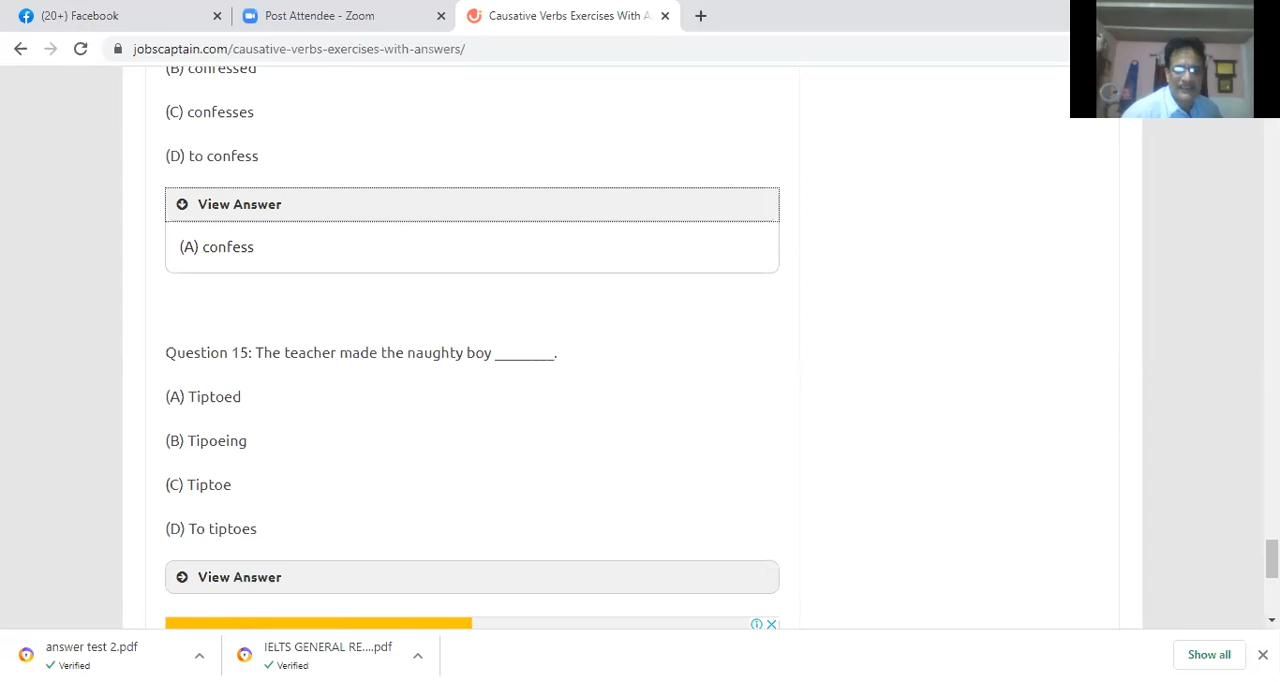 (20+) Facebook
Post Attendee - Zoom
Causative Verbs Exercises With A
jobscaptain.com/causative-verbs-exercises-with-answers/
(B) confessed
(C) confesses
(D) to confess
View Answer
(A) confess
Question 15: The teacher made the naughty boy ________.
(A) Tiptoed
(B) Tipoeing
(C) Tiptoe
(D) To tiptoes
View Answer
answer test 2.pdf
Verified
IELTS GENERAL RE....pdf
Verified
Show all